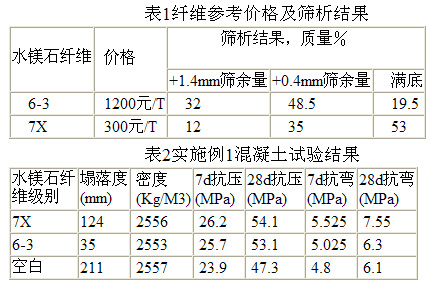 表1纤维参考价格及筛析结果
水镁石纤维 价格 筛析结果，质量%
+1.4mm筛余量 +0.4mm筛余量 满底
6-3 1200元/T 32 48.5 19.5
7X 300元/T 12 35 53
表2实施例1混凝土试验结果
水镁石纤维级别 塌落度(mm) 密度(Kg/M3) 7d抗压(MPa) 28d抗压(MPa) 7d抗弯(MPa) 28d抗弯(MPa)
7X 124 2556 26.2 54.1 5.525 7.55
6-3 35 2553 25.7 53.1 5.025 6.3
空白 211 2557 23.9 47.3 4.8 6.1